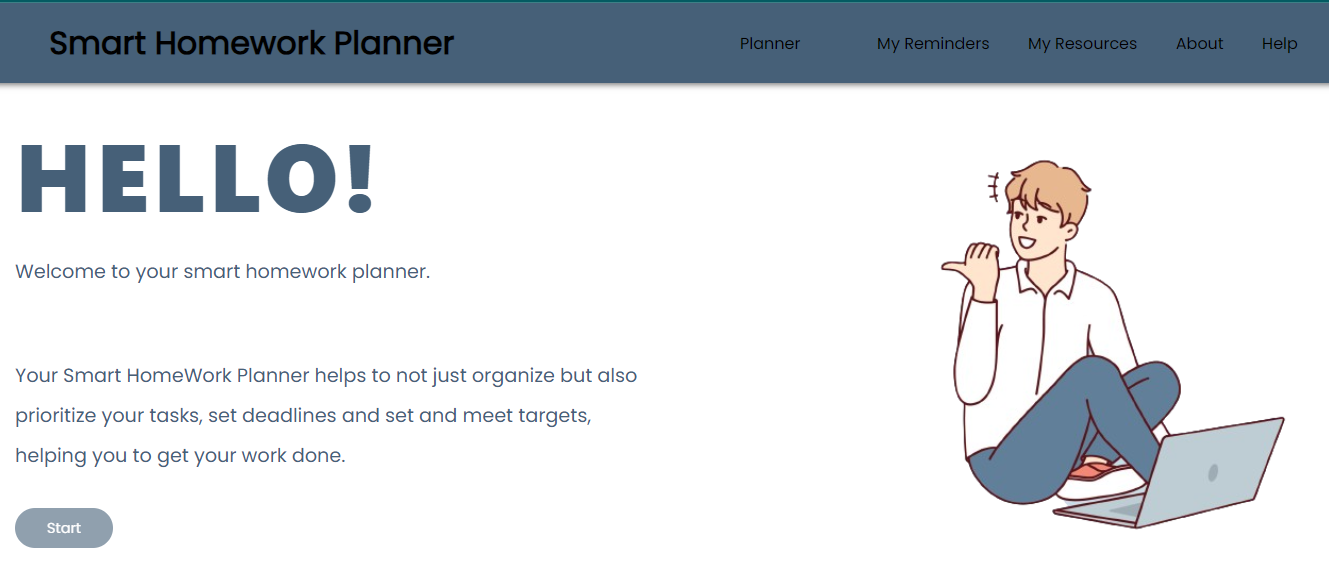 Smart Homework Planner
Planner My Reminders My Resources About Help
HELLO!
Welcome to your smart homework planner.
Your Smart HomeWork Planner helps to not just organize but also
prioritize your tasks, set deadlines and set and meet targets,
helping you to get your work done.
Start